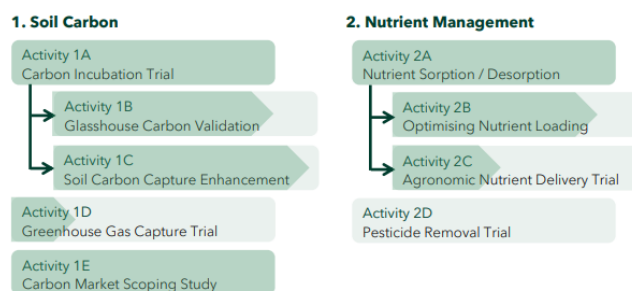 1. Soil Carbon
Activity 1A
Carbon Incubation Trial
Activity 1B
Glasshouse Carbon Validation
Activity 1C
Soil Carbon Capture Enhancement
Activity 1D
Greenhouse Gas Capture Trial
Activity 1E
Carbon Market Scoping Study
2. Nutrient Management
Activity 2A
Nutrient Sorption / Desorption
Activity 2B
Optimising Nutrient Loading
Activity 2C
Agronomic Nutrient Delivery Trial
Activity 2D
Pesticide Removal Trial